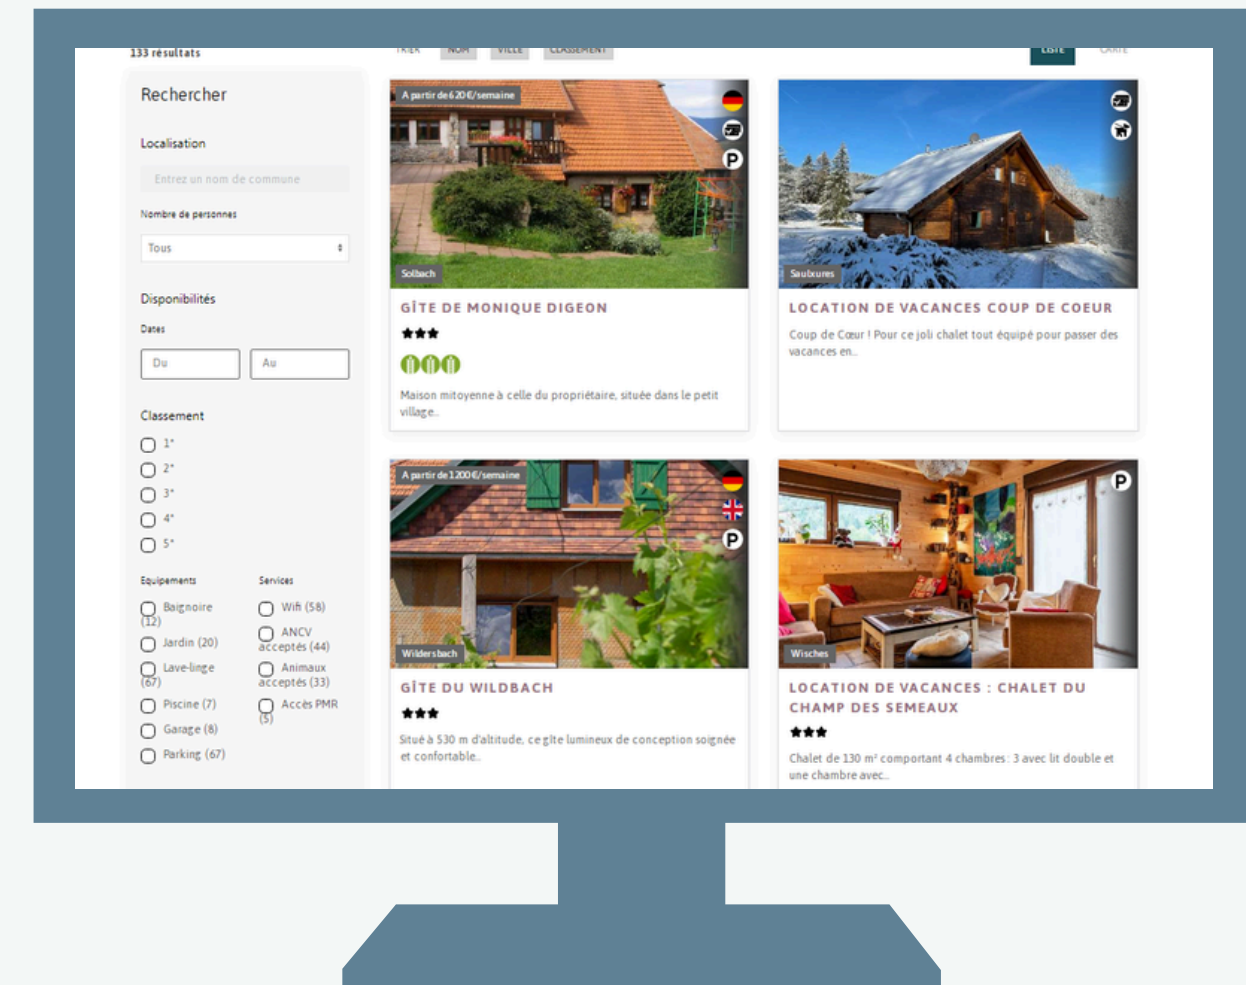 133 résultats
TRIER NOM VILLE CLASSEMENT
LISTE CARTE
Rechercher
Localisation
Entrez un nom de commune
Nombre de personnes
Tous
Disponibilités
Dates
Du Au
Classement
1*
2*
3*
4*
5*
Equipements
Baignoire
(12)
Jardin (20)
Lave-linge
(67)
Piscine (7)
Garage (8)
Parking (67)
Services
Wifi (58)
ANCV
acceptés (44)
Animaux
acceptés (33)
Accès PMR
(5)
A partir de 620€/semaine
P
Solbach
GÎTE DE MONIQUE DIGEON
Maison mitoyenne à celle du propriétaire, située dans le petit
village...
Saulxures
LOCATION DE VACANCES COUP DE COEUR
Coup de Cœur ! Pour ce joli chalet tout équipé pour passer des
vacances en...
A partir de 1200€/semaine
P
Wildersbach
GÎTE DU WILDBACH
Situé à 530 m d'altitude, ce gîte lumineux de conception soignée
et confortable...
P
Wisches
LOCATION DE VACANCES : CHALET DU
CHAMP DES SEMEAUX
Chalet de 130 m² comportant 4 chambres : 3 avec lit double et
une chambre avec...